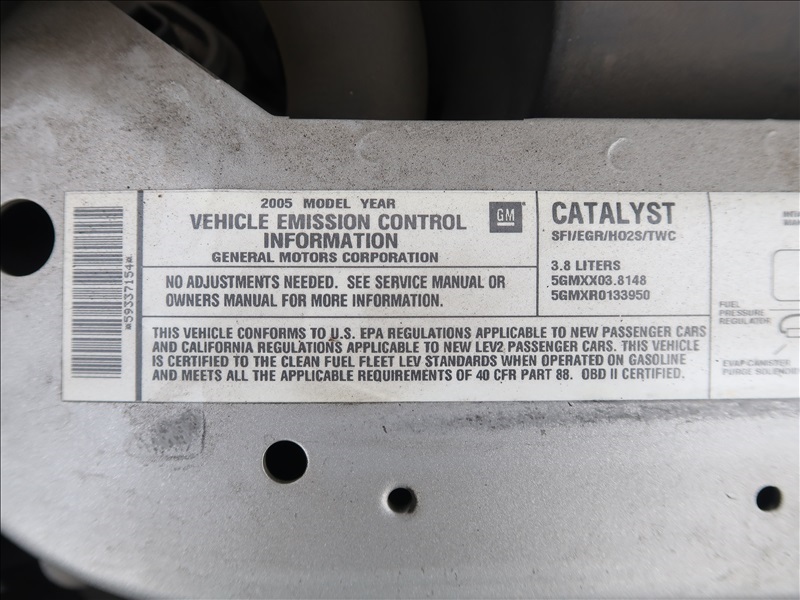 59337154
2005 MODEL YEAR
VEHICLE EMISSION CONTROL
INFORMATION
GENERAL MOTORS CORPORATION
GM
NO ADJUSTMENTS NEEDED. SEE SERVICE MANUAL OR
OWNERS MANUAL FOR MORE INFORMATION.
CATALYST
SFI/EGR/HO2S/TWC
3.8 LITERS
5GMXX03.8148
5GMXR0133950
THIS VEHICLE CONFORMS TO U.S. EPA REGULATIONS APPLICABLE TO NEW PASSENGER CARS
AND CALIFORNIA REGULATIONS APPLICABLE TO NEW LEV2 PASSENGER CARS. THIS VEHICLE
IS CERTIFIED TO THE CLEAN FUEL FLEET LEV STANDARDS WHEN OPERATED ON GASOLINE
AND MEETS ALL THE APPLICABLE REQUIREMENTS OF 40 CFR PART 88. OBD II CERTIFIED.
FUEL
PRESSURE
REGULATOR
EVAP-CANISTER
PURGE SOLENOID